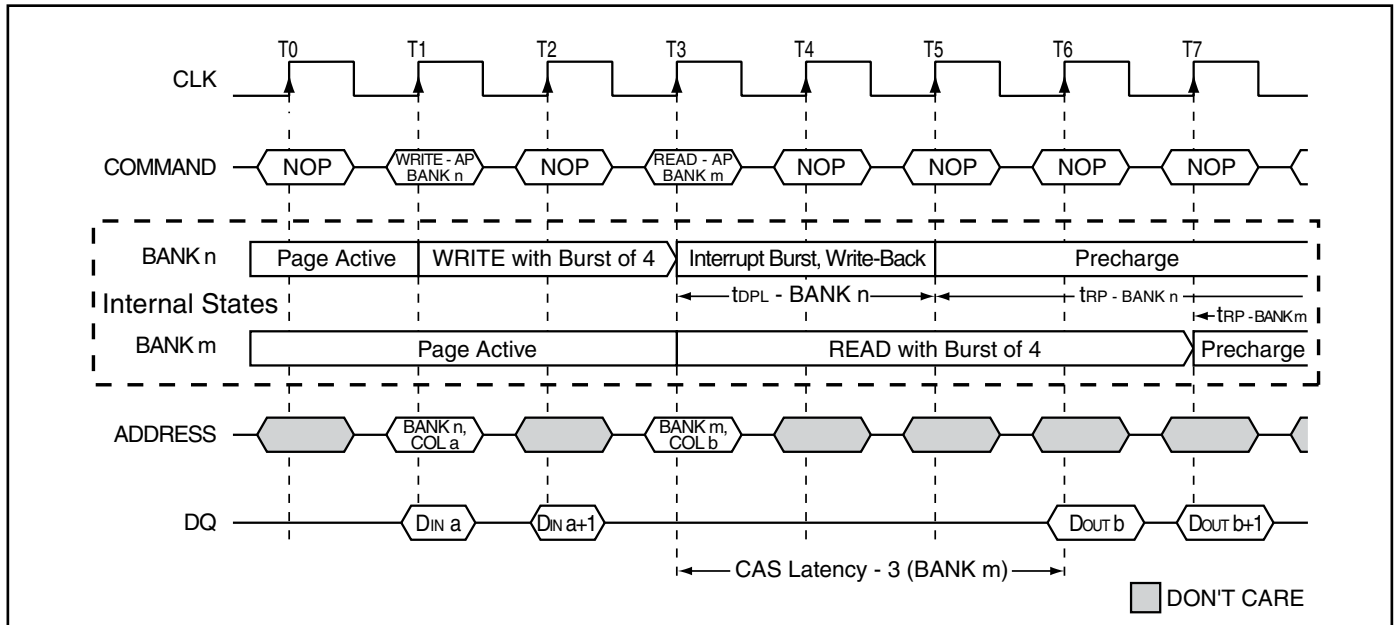 T0 T1 T2 T3 T4 T5 T6 T7
CLK
COMMAND NOP WRITE - AP BANK n NOP READ - AP BANK m NOP NOP NOP NOP
BANK n Page Active WRITE with Burst of 4 Interrupt Burst, Write-Back Precharge
tDPL - BANK n tRP - BANK n
Internal States
tRP - BANK m
BANK m Page Active READ with Burst of 4 Precharge
ADDRESS BANK n, COL a BANK m, COL b
DQ DIN a DIN a+1 DOUT b DOUT b+1
CAS Latency - 3 (BANK m)
DON'T CARE